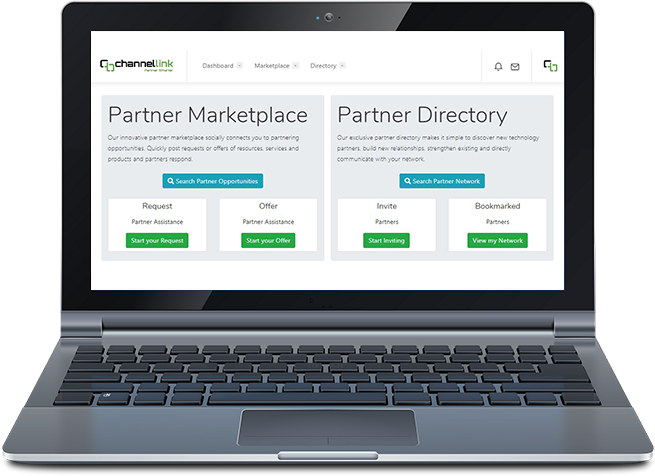 channellink
Partner Smarter
Dashboard
Marketplace
Directory
Partner Marketplace
Our innovative partner marketplace socially connects you to partnering
opportunities. Quickly post requests or offers of resources, services and
products and partners respond.
Search Partner Opportunities
Request
Partner Assistance
Start your Request
Offer
Partner Assistance
Start your Offer
Partner Directory
Our exclusive partner directory makes it simple to discover new technology
partners, build new relationships, strengthen existing and directly
communicate with your network.
Search Partner Network
Invite
Partners
Start Inviting
Bookmarked
Partners
View my Network